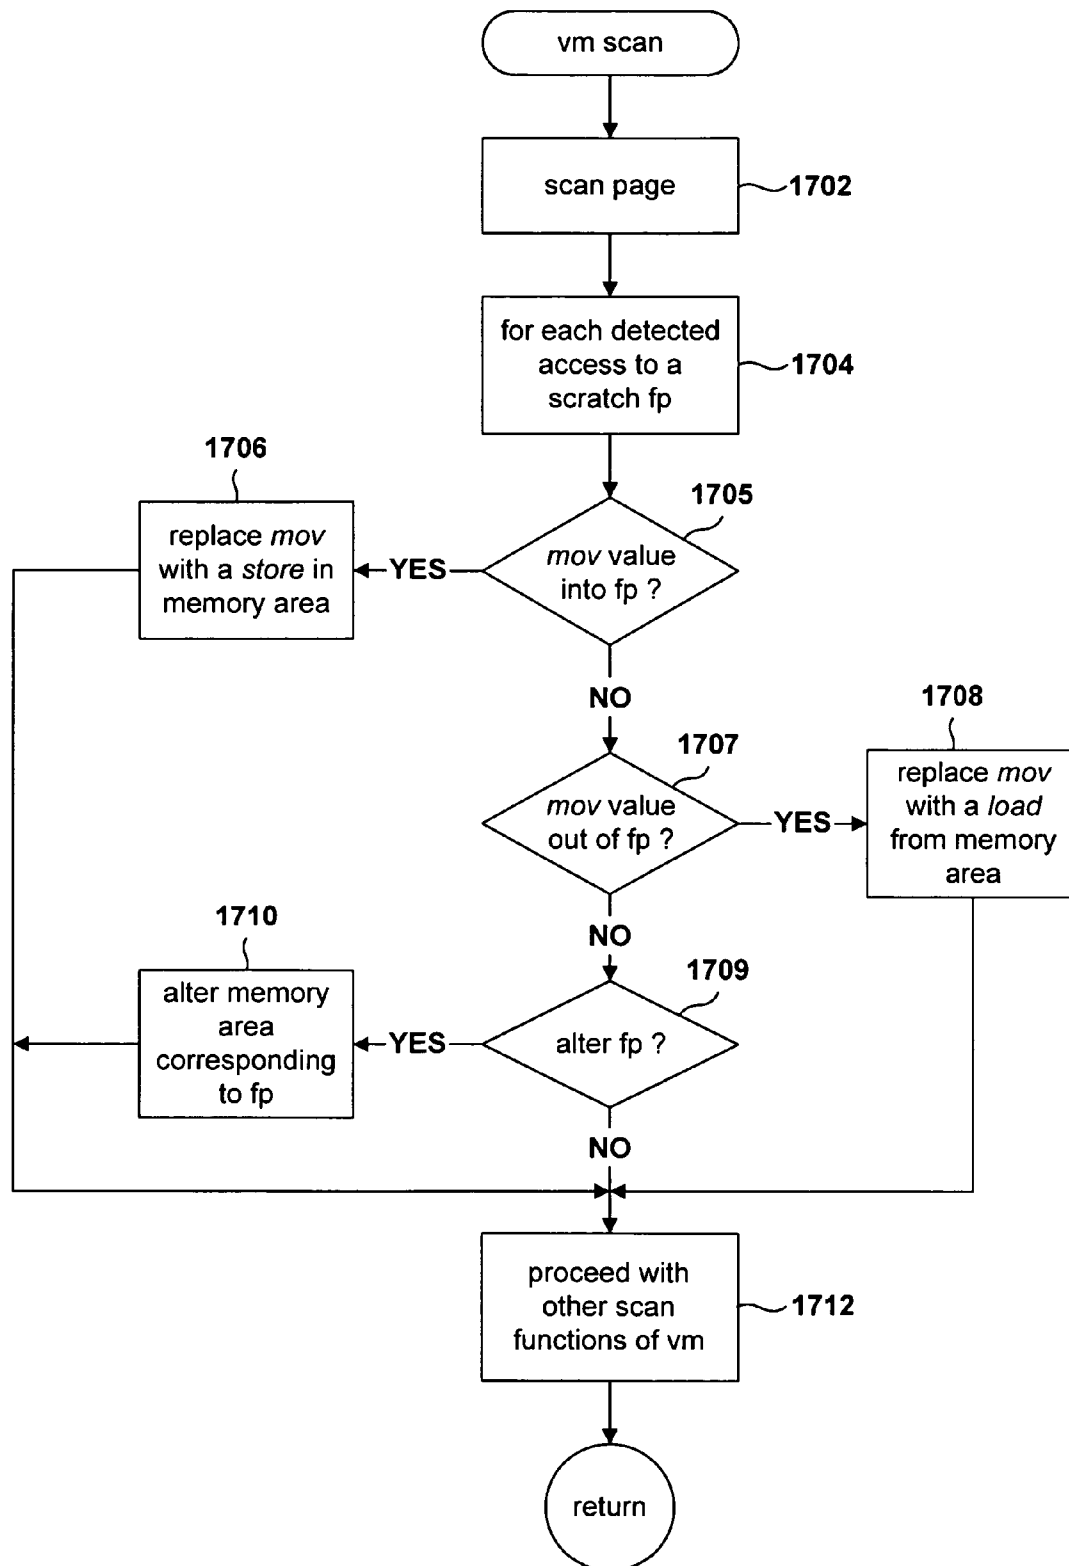 vm scan
scan page
1702
for each detected
access to a
scratch fp
1704
1706
replace mov
with a store in
memory area
YES
1705
mov value
into fp ?
NO
1707
mov value
out of fp ?
YES
1708
replace mov
with a load
from memory
area
NO
1710
alter memory
area
corresponding
to fp
YES
1709
alter fp ?
NO
proceed with
other scan
functions of vm
1712
return